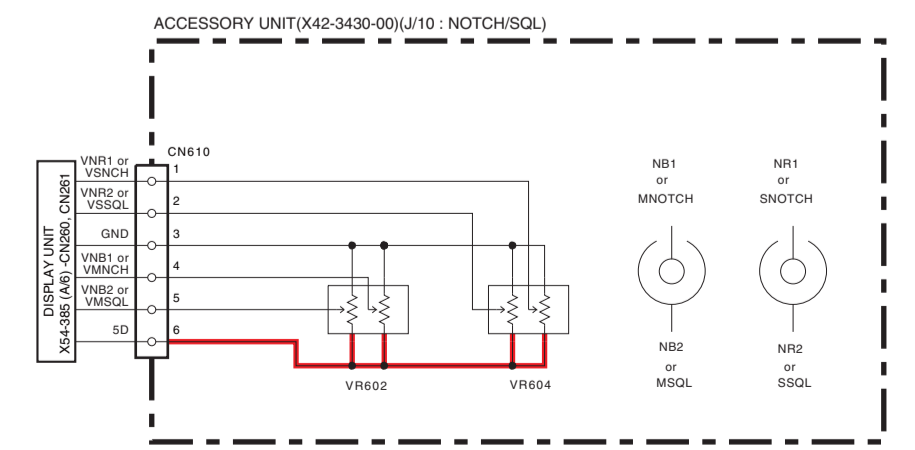 ACCESSORY UNIT(X42-3430-00)(J/10 : NOTCH/SQL)
DISPLAY UNIT
X54-385 (A/6) -CN260, CN261
VNR1 or
VSNCH
VNR2 or
VSSQL
GND
VNB1 or
VMNCH
VNB2 or
VMSQL
5D
CN610
1
2
3
4
5
6
VR602
VR604
NB1
or
MNOTCH
NB2
or
MSQL
NR1
or
SNOTCH
NR2
or
SSQL